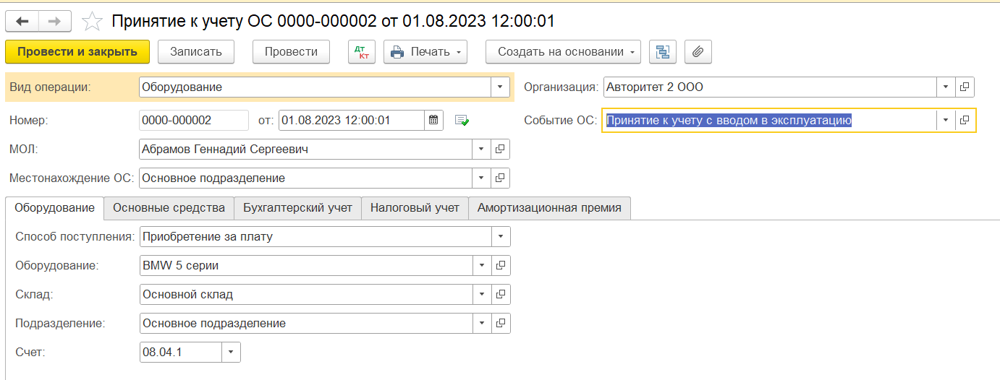 Принятие к учету ОС 0000-000002 от 01.08.2023 12:00:01
Провести и закрыть Записать Провести Дт Кт Печать Создать на основании
Вид операции: Оборудование Организация: Авторитет 2 ООО
Номер: 0000-000002 от: 01.08.2023 12:00:01 Событие ОС: Принятие к учету с вводом в эксплуатацию
МОЛ: Абрамов Геннадий Сергеевич
Местонахождение ОС: Основное подразделение
Оборудование Основные средства Бухгалтерский учет Налоговый учет Амортизационная премия
Способ поступления: Приобретение за плату
Оборудование: BMW 5 серии
Склад: Основной склад
Подразделение: Основное подразделение
Счет: 08.04.1